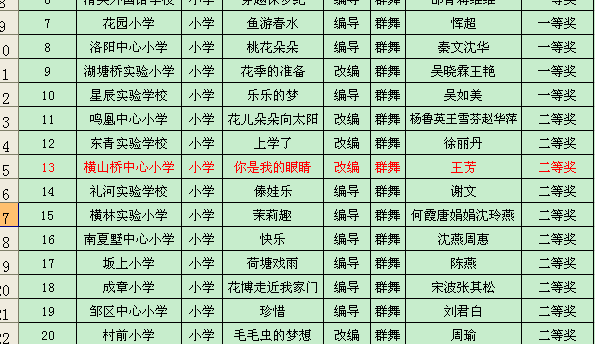 7 花园小学 小学 鱼游春水 编导 群舞 恽超 一等奖
0 8 洛阳中心小学 小学 桃花朵朵 编导 群舞 秦文沈华 一等奖
1 9 湖塘桥实验小学 小学 花季的准备 改编 群舞 吴晓霖王艳 一等奖
2 10 星辰实验学校 小学 乐乐的梦 编导 群舞 吴如美 一等奖
3 11 鸣凰中心小学 小学 花儿朵朵向太阳 改编 群舞 杨鲁英王雪芬赵华萍 二等奖
4 12 东青实验学校 小学 上学了 改编 群舞 徐丽丹 二等奖
5 13 横山桥中心小学 小学 你是我的眼睛 改编 群舞 王芳 二等奖
6 14 礼河实验学校 小学 傣娃乐 编导 群舞 谢文 二等奖
7 15 横林实验小学 小学 茉莉趣 编导 群舞 何霞唐娟娟沈玲燕 二等奖
8 16 南夏墅中心小学 小学 快乐 编导 群舞 沈燕周惠 二等奖
9 17 坂上小学 小学 荷塘戏雨 编导 群舞 陈燕 二等奖
20 18 成章小学 小学 花博走近我家门 编导 群舞 宋波张其松 二等奖
21 19 邹区中心小学 小学 珍惜 编导 群舞 刘君白 二等奖
22 20 村前小学 小学 毛毛虫的梦想 改编 群舞 周瑜 二等奖